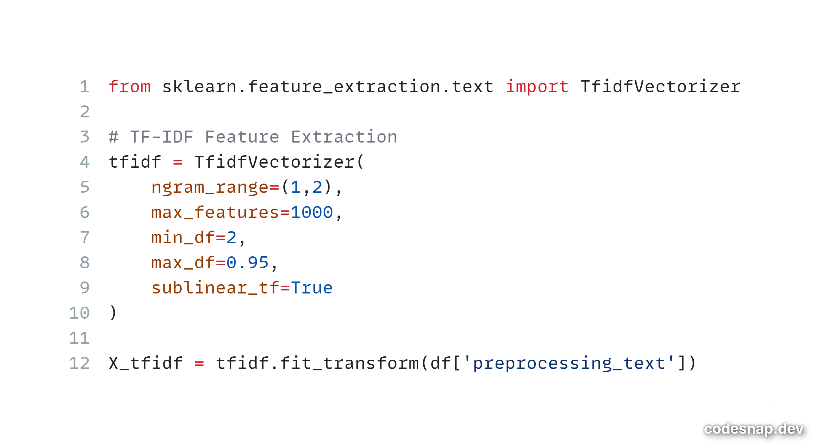 1 from sklearn.feature_extraction.text import TfidfVectorizer
2
3 # TF-IDF Feature Extraction
4 tfidf = TfidfVectorizer(
5     ngram_range=(1,2),
6     max_features=1000,
7     min_df=2,
8     max_df=0.95,
9     sublinear_tf=True
10 )
11
12 X_tfidf = tfidf.fit_transform(df['preprocessing_text'])
codesnap.dev